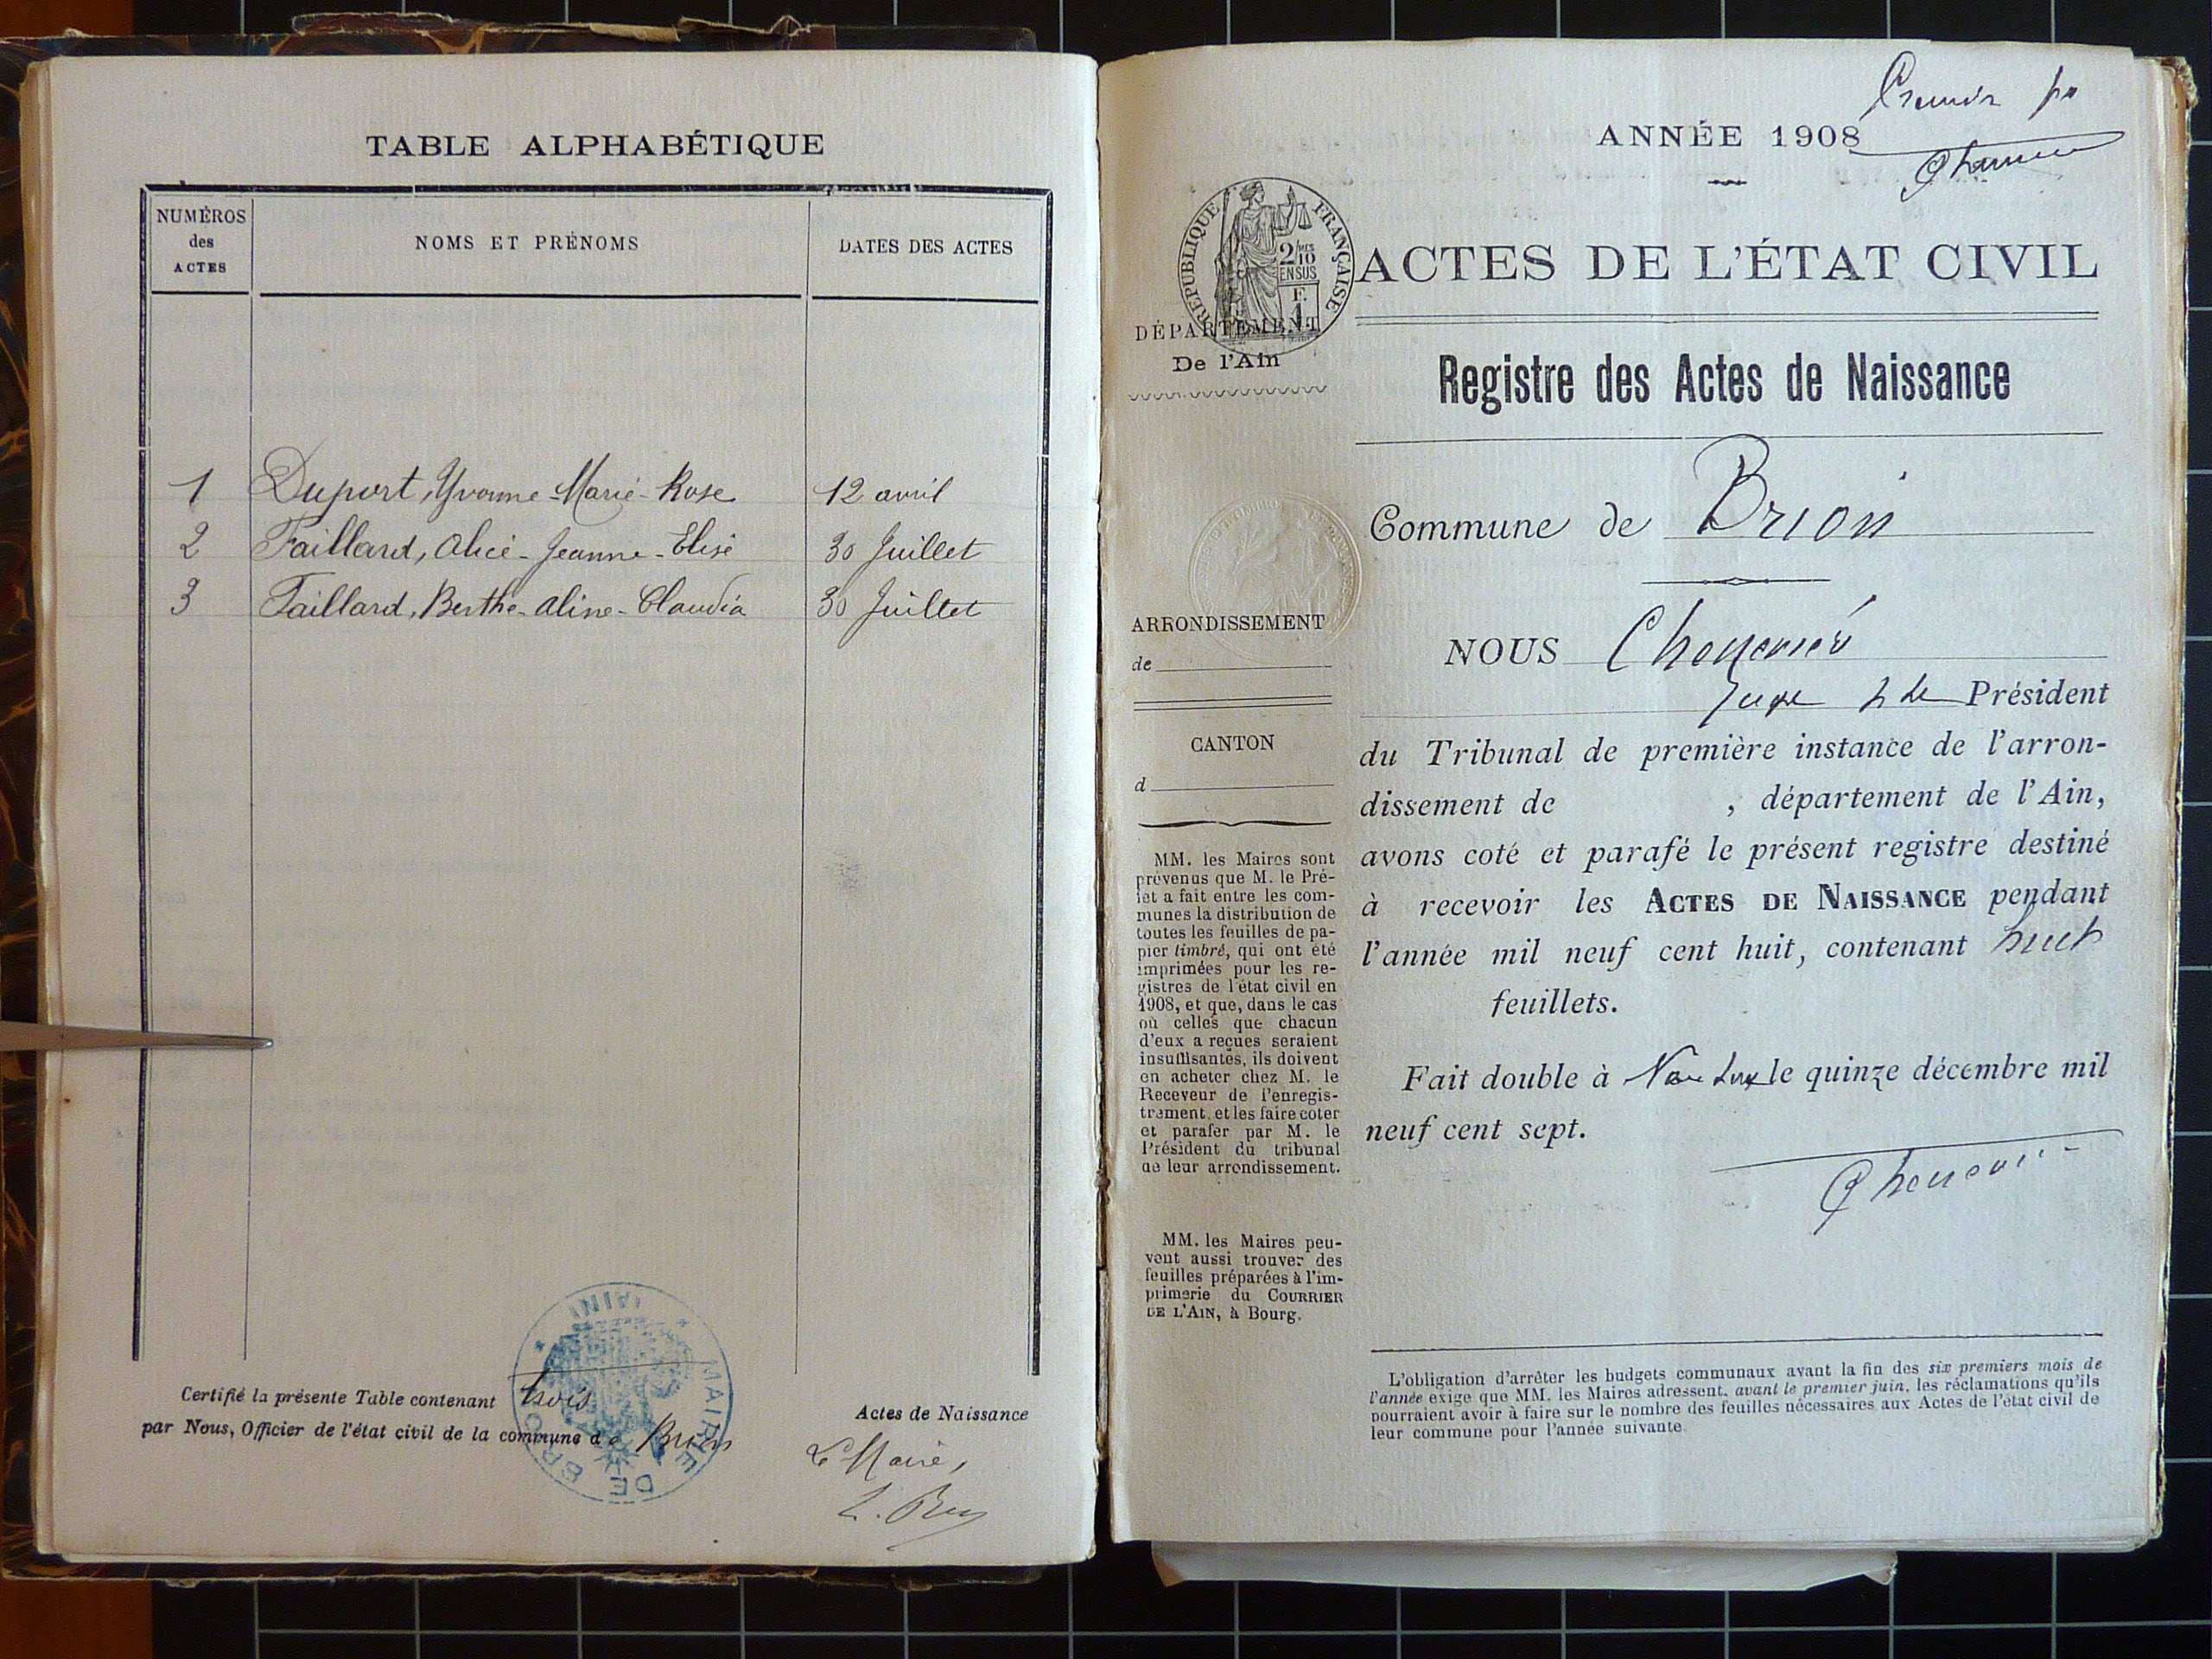 TABLE ALPHABÉTIQUE
NUMÉROS
des
ACTES
NOMS ET PRÉNOMS
DATES DES ACTES
1 Duport, Yvonne-Marie-Rose 12 avril
2 Taillard, Alice-Jeanne-Elise 30 Juillet
3 Taillard, Berthe-Aline-Claudia 30 Juillet
Certifié la présente Table contenant trois Actes de Naissance
par Nous, Officier de l'état civil de la commune de Brion
MAIRIE DE BRION (AIN)
Le Maire,
ANNÉE 1908
RÉPUBLIQUE FRANÇAISE
2/10 MES
EN SUS
F.
1
ACTES DE L'ÉTAT CIVIL
DÉPARTEMENT
De l'Ain
Registre des Actes de Naissance
Commune de Brion
ARRONDISSEMENT
de
NOUS
Juge Président
CANTON
d
du Tribunal de première instance de l'arron-
dissement de , département de l'Ain,
avons coté et parafé le présent registre destiné
à recevoir les ACTES DE NAISSANCE pendant
l'année mil neuf cent huit, contenant huit
feuillets.
Fait double à Nantua le quinze décembre mil
neuf cent sept.
MM. les Maires sont
prévenus que M. le Pré-
fet a fait entre les com-
munes la distribution de
toutes les feuilles de pa-
pier timbré, qui ont été
imprimées pour les re-
gistres de l'état civil en
1908, et que, dans le cas
où celles que chacun
d'eux a reçues seraient
insuffisantes, ils doivent
en acheter chez M. le
Receveur de l'enregis-
trement, et les faire coter
et parafer par M. le
Président du tribunal
de leur arrondissement.
MM. les Maires peu-
vent aussi trouver des
feuilles préparées à l'im-
primerie du COURRIER
DE L'AIN, à Bourg.
L'obligation d'arrêter les budgets communaux avant la fin des six premiers mois de
l'année exige que MM. les Maires adressent, avant le premier juin, les réclamations qu'ils
pourraient avoir à faire sur le nombre des feuilles nécessaires aux Actes de l'état civil de
leur commune pour l'année suivante.